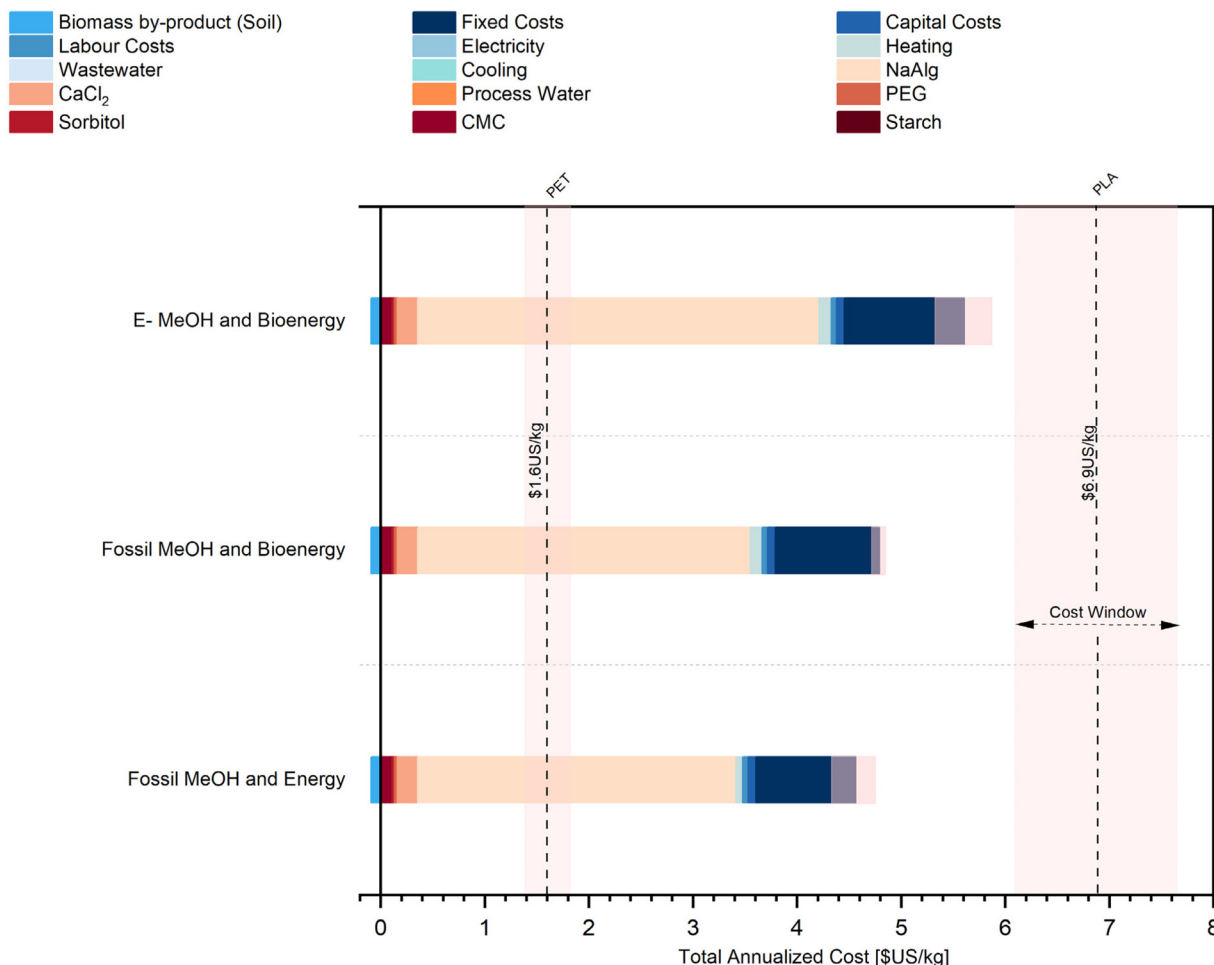 Biomass by-product (Soil) Fixed Costs Capital Costs
Labour Costs Electricity Heating
Wastewater Cooling NaAlg
CaCl₂ Process Water PEG
Sorbitol CMC Starch
PET PLA
E- MeOH and Bioenergy
$1.6US/kg $6.9US/kg
Fossil MeOH and Bioenergy
Cost Window
Fossil MeOH and Energy
0 1 2 3 4 5 6 7 8
Total Annualized Cost [$US/kg]